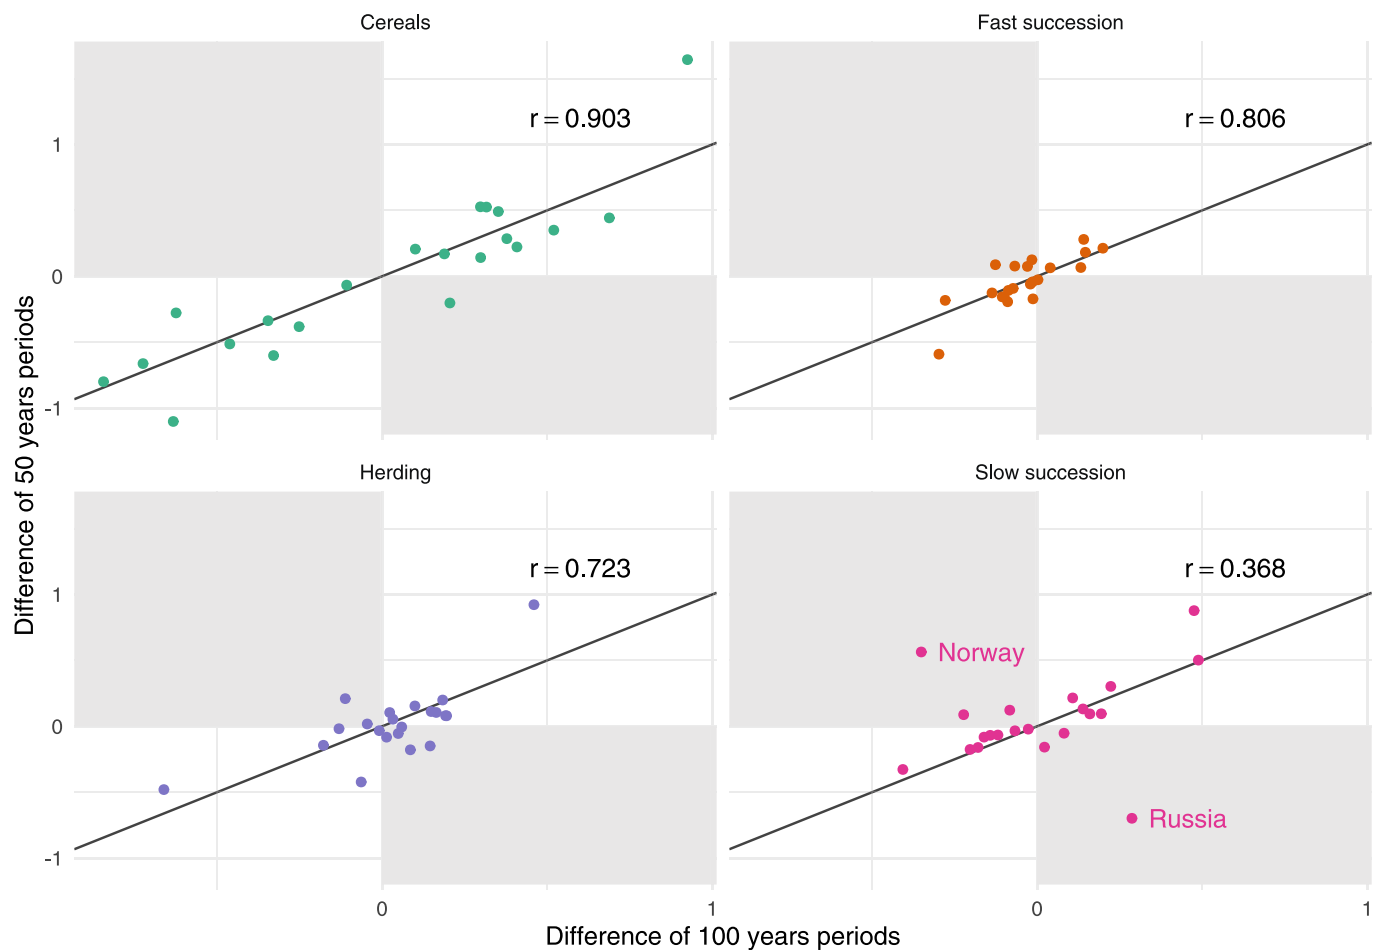 Cereals
Fast succession
r = 0.903
r = 0.806
1
0
-1
Herding
Slow succession
r = 0.723
r = 0.368
Norway
Russia
1
0
-1
0
1
0
1
Difference of 50 years periods
Difference of 100 years periods